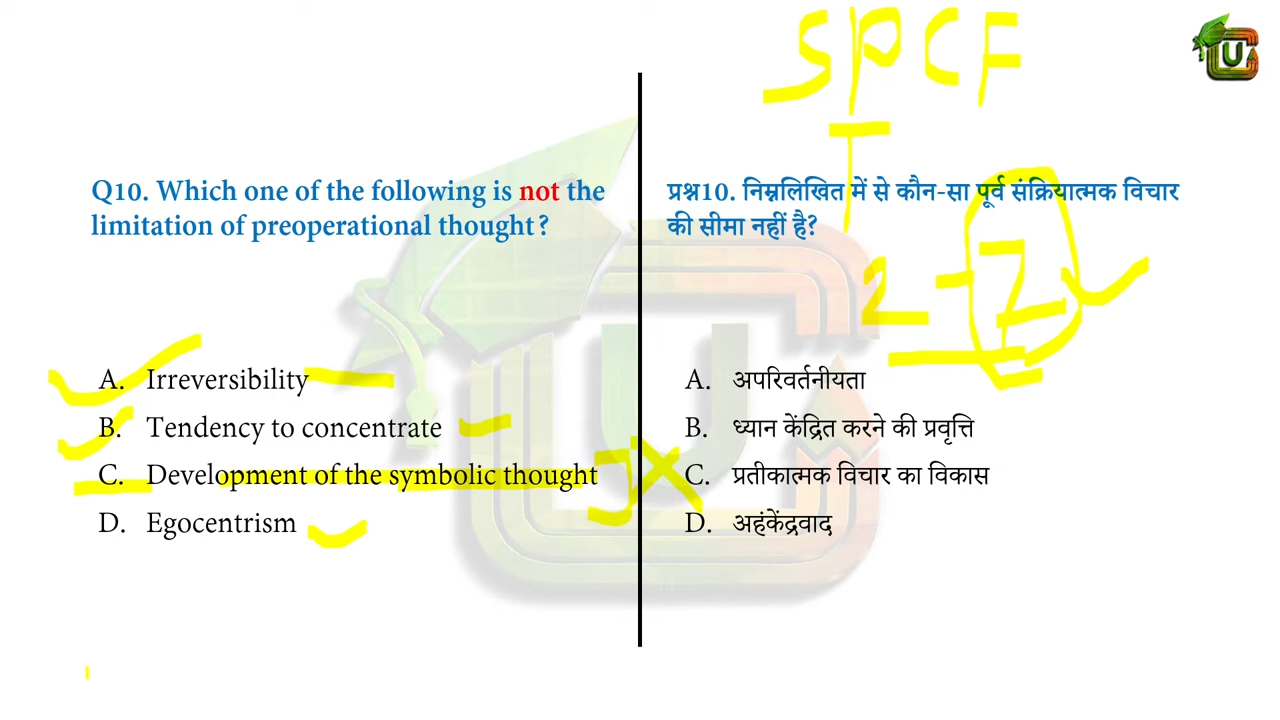 SPCF
U
Q10. Which one of the following is not the
limitation of preoperational thought?
A. Irreversibility
B. Tendency to concentrate
C. Development of the symbolic thought
D. Egocentrism
प्रश्न10. निम्नलिखित में से कौन-सा पूर्व संक्रियात्मक विचार
की सीमा नहीं है?
2-7
A. अपरिवर्तनीयता
B. ध्यान केंद्रित करने की प्रवृत्ति
C. प्रतीकात्मक विचार का विकास
D. अहंकेंद्रवाद